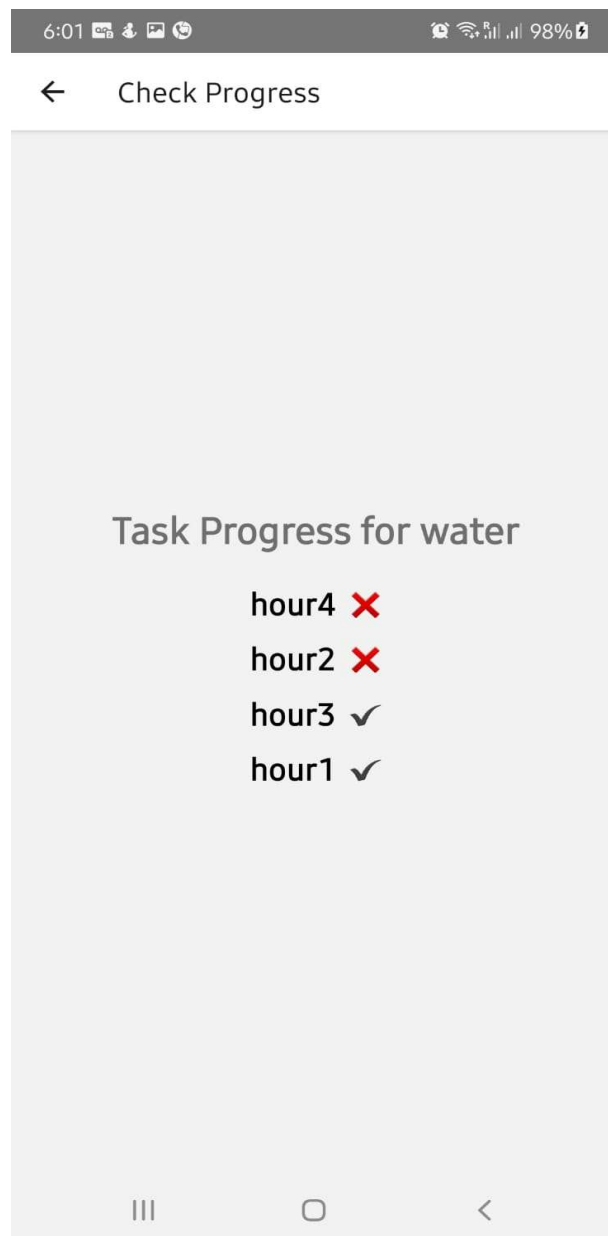 6:01 98%
Check Progress
Task Progress for water
hour4 ❌
hour2 ❌
hour3 ✔
hour1 ✔